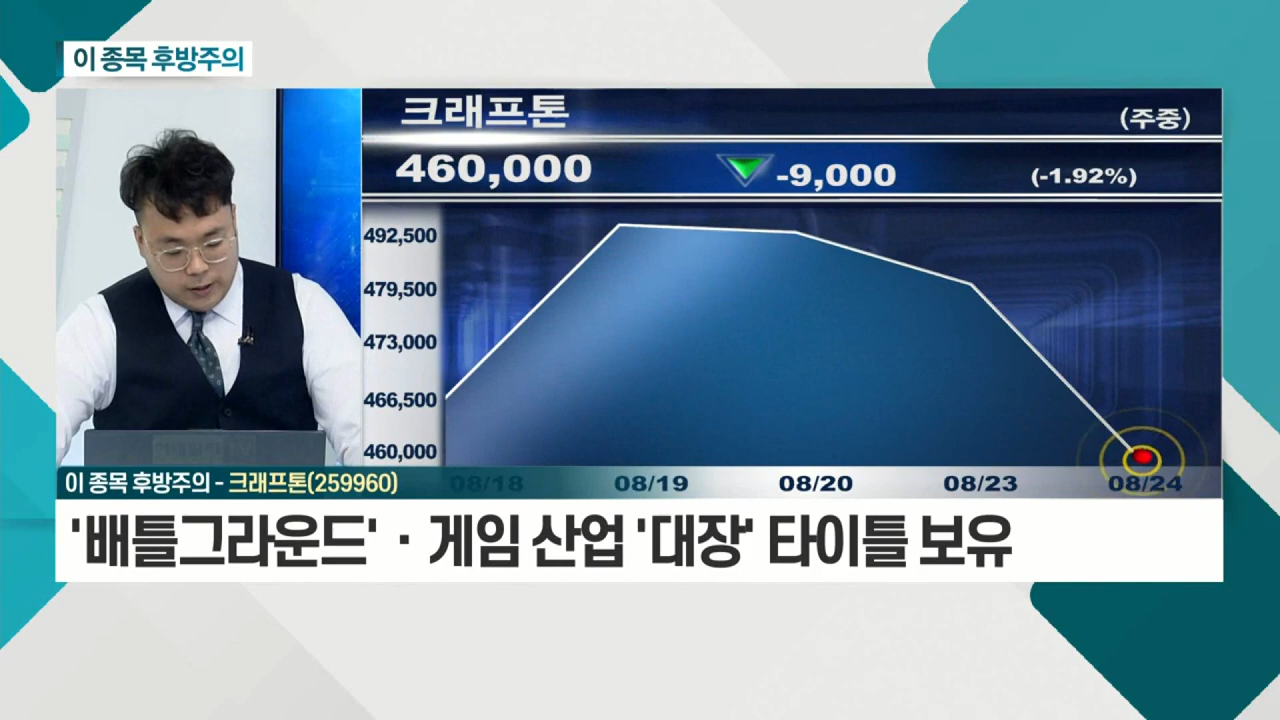 이 종목 후방주의
크래프톤
(주중)
460,000
-9,000
(-1.92%)
492,500
479,500
473,000
466,500
460,000
08/18
08/19
08/20
08/23
08/24
이 종목 후방주의 - 크래프톤(259960)
'배틀그라운드'·게임 산업 '대장' 타이틀 보유